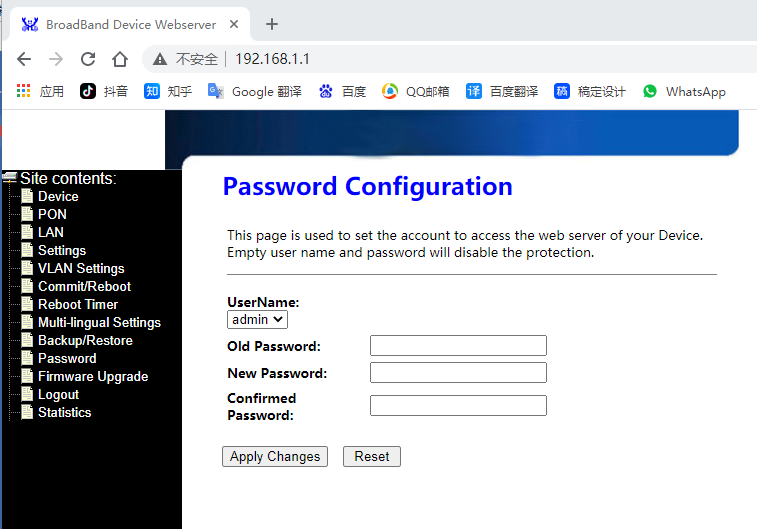 BroadBand Device Webserver
不安全 192.168.1.1
应用 抖音 知 知乎 Google 翻译 百度 QQ邮箱 译 百度翻译 稿 稿定设计 WhatsApp
Site contents:
Device
PON
LAN
Settings
VLAN Settings
Commit/Reboot
Reboot Timer
Multi-lingual Settings
Backup/Restore
Password
Firmware Upgrade
Logout
Statistics
Password Configuration
This page is used to set the account to access the web server of your Device.
Empty user name and password will disable the protection.
UserName:
admin
Old Password:
New Password:
Confirmed
Password:
Apply Changes Reset